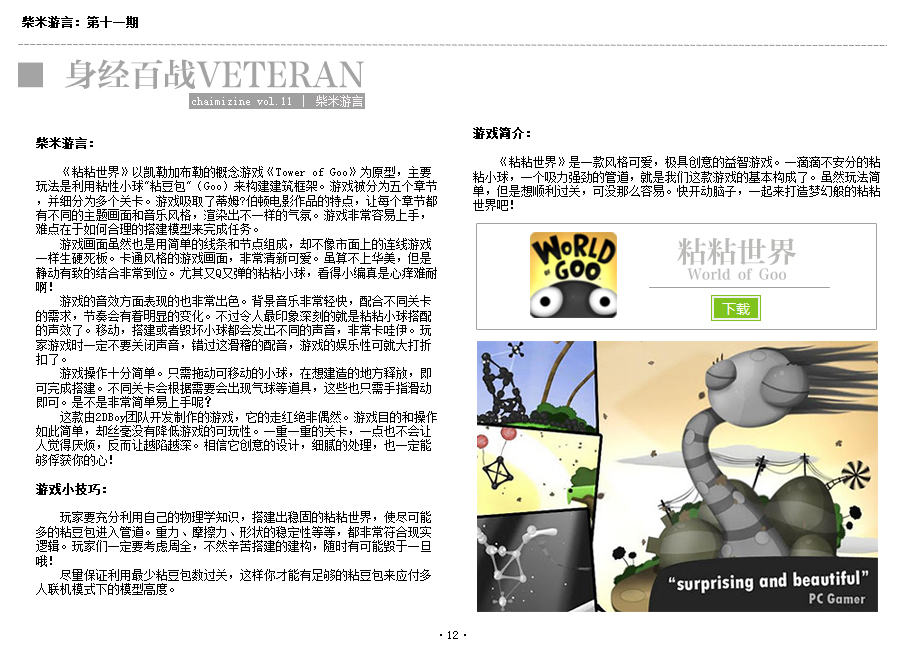 柴米游言：第十一期
身经百战VETERAN
chaimizine vol.11 | 柴米游言
柴米游言：
《粘粘世界》以凯勒加布勒的概念游戏《Tower of Goo》为原型，主要
玩法是利用粘性小球"粘豆包"（Goo）来构建建筑框架。游戏被分为五个章节
，并细分为多个关卡。游戏吸取了蒂姆?伯顿电影作品的特点，让每个章节都
有不同的主题画面和音乐风格，渲染出不一样的气氛。游戏非常容易上手，
难点在于如何合理的搭建模型来完成任务。
游戏画面虽然也是用简单的线条和节点组成，却不像市面上的连线游戏
一样生硬死板。卡通风格的游戏画面，非常清新可爱。虽算不上华美，但是
静动有致的结合非常到位。尤其又Q又弹的粘粘小球，看得小编真是心痒难耐
啊！
游戏的音效方面表现的也非常出色。背景音乐非常轻快，配合不同关卡
的需求，节奏会有着明显的变化。不过令人最印象深刻的就是粘粘小球搭配
的声效了。移动，搭建或者毁坏小球都会发出不同的声音，非常卡哇伊。玩
家游戏时一定不要关闭声音，错过这滑稽的配音，游戏的娱乐性可就大打折
扣了。
游戏操作十分简单。只需拖动可移动的小球，在想建造的地方释放，即
可完成搭建。不同关卡会根据需要会出现气球等道具，这些也只需手指滑动
即可。是不是非常简单易上手呢？
这款由2DBoy团队开发制作的游戏，它的走红绝非偶然。游戏目的和操作
如此简单，却丝毫没有降低游戏的可玩性。一重一重的关卡，一点也不会让
人觉得厌烦，反而让越陷越深。相信它创意的设计，细腻的处理，也一定能
够俘获你的心！
游戏小技巧：
玩家要充分利用自己的物理学知识，搭建出稳固的粘粘世界，使尽可能
多的粘豆包进入管道。重力、摩擦力、形状的稳定性等等，都非常符合现实
逻辑。玩家们一定要考虑周全，不然辛苦搭建的建构，随时有可能毁于一旦
哦！
尽量保证利用最少粘豆包数过关，这样你才能有足够的粘豆包来应付多
人联机模式下的模型高度。
游戏简介：
《粘粘世界》是一款风格可爱，极具创意的益智游戏。一滴滴不安分的粘
粘小球，一个吸力强劲的管道，就是我们这款游戏的基本构成了。虽然玩法简
单，但是想顺利过关，可没那么容易。快开动脑子，一起来打造梦幻般的粘粘
世界吧！
WORLD
OF
GOO
粘粘世界
World of Goo
下载
“surprising and beautiful”
PC Gamer
·12·